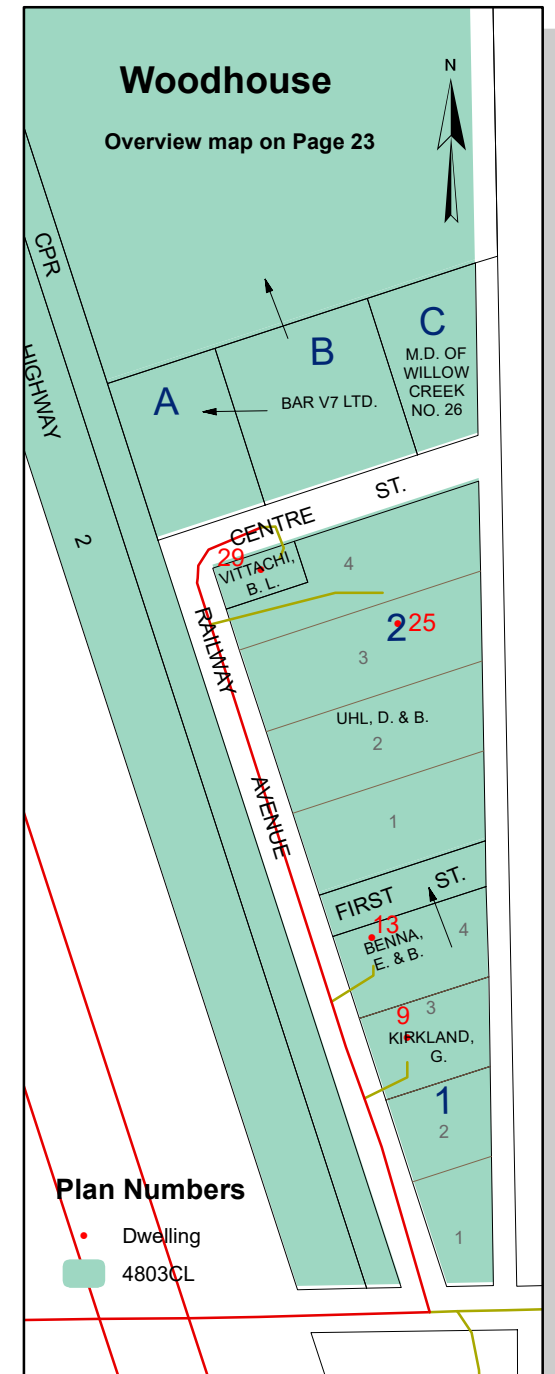 Woodhouse
Overview map on Page 23
N
CPR
HIGHWAY
2
A
B
C
BAR V7 LTD.
M.D. OF
WILLOW
CREEK
NO. 26
CENTRE ST.
29
VITTACHI,
B. L.
4
2 25
3
RAILWAY
AVENUE
UHL, D. & B.
2
1
FIRST ST.
13
BENNA,
E. & B.
4
9
3
KIRKLAND,
G.
1
2
1
Plan Numbers
Dwelling
4803CL